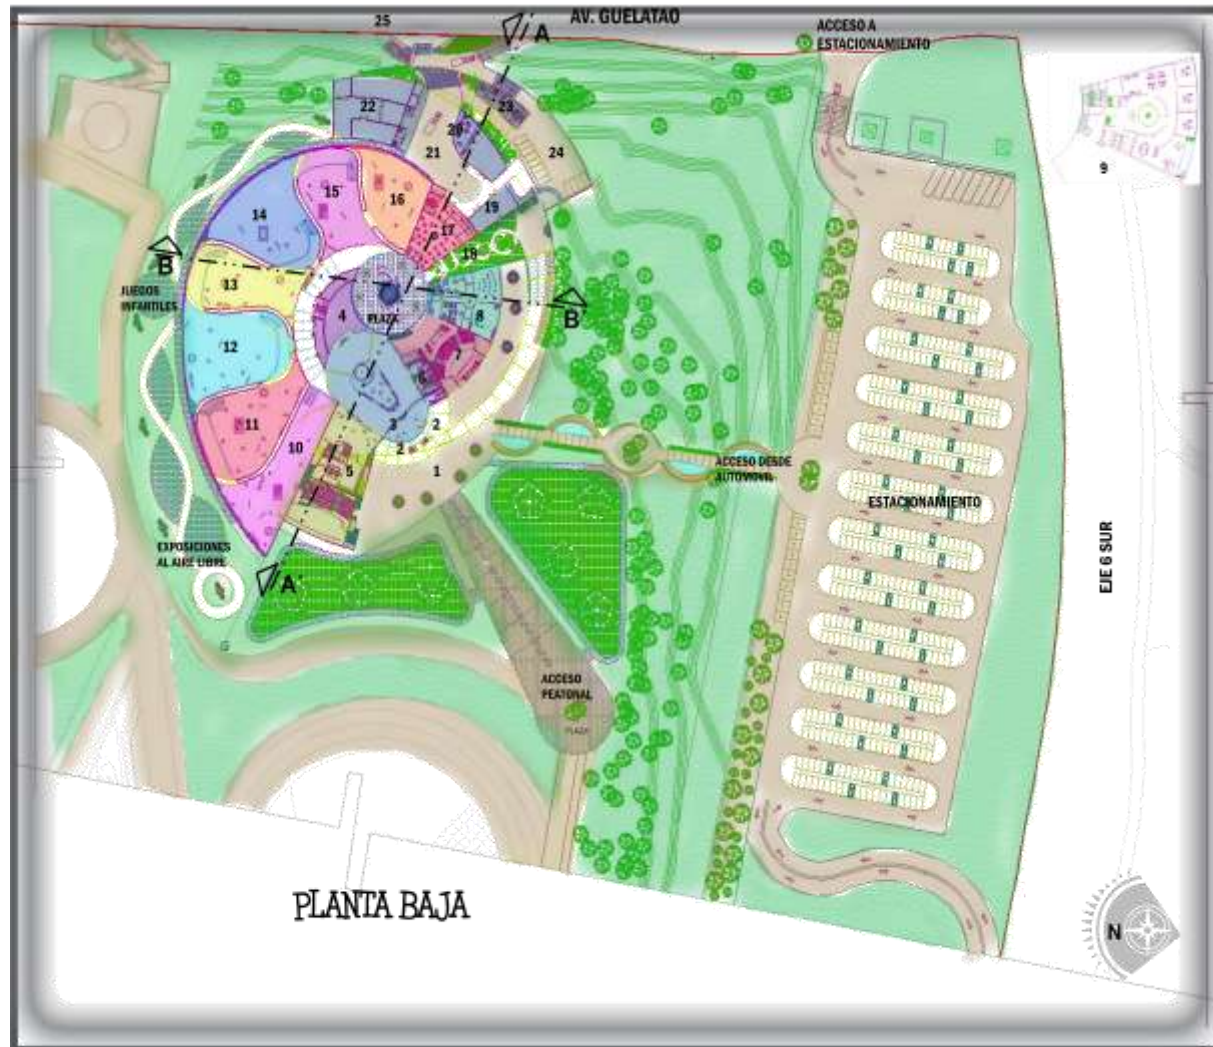 25
AV. GUELATAO
A
ACCESO A
ESTACIONAMIENTO
22
23
20
21
24
9
15
16
14
19
17
18
B
13
JUEGOS
INFANTILES
4
PLAZA
8
B
12
7
6
11
10
3
2
2
5
1
ACCESO DESDE
AUTOMOVIL
ESTACIONAMIENTO
EXPOSICIONES
AL AIRE LIBRE
A'
EJE 6 SUR
ACCESO
PEATONAL
PLAZA
PLANTA BAJA
N